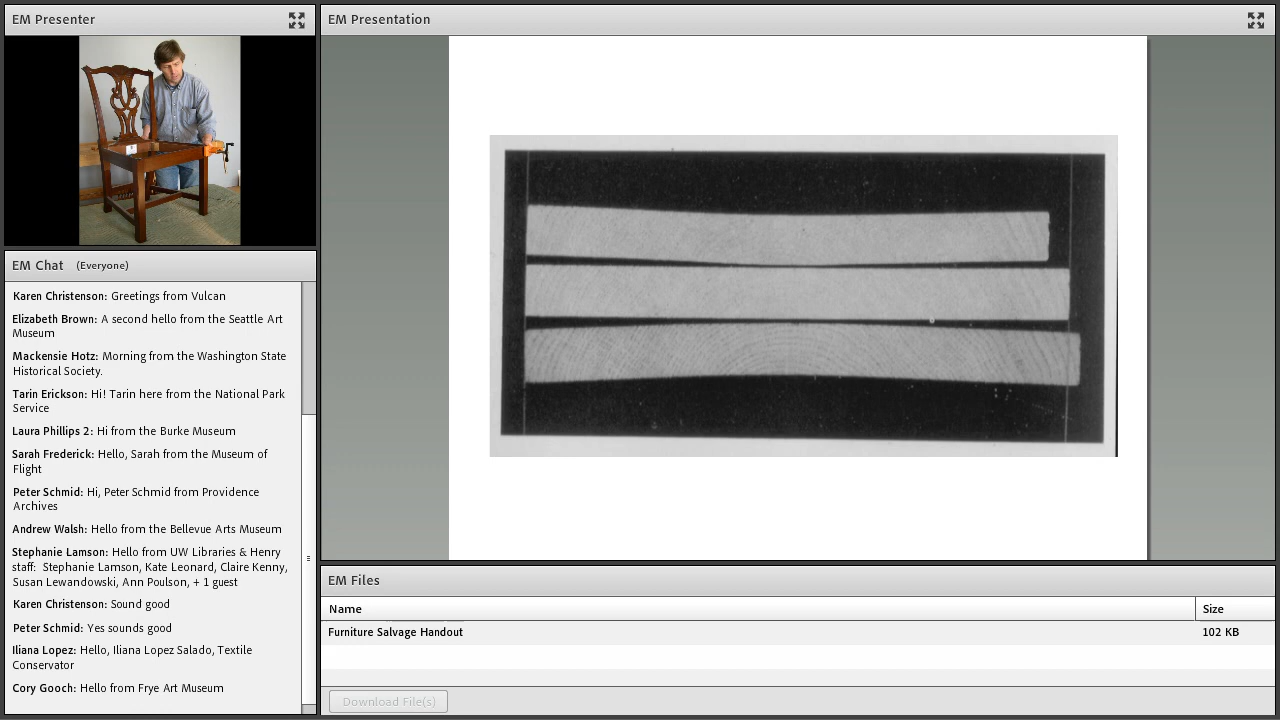 EM Presenter
EM Presentation
EM Chat (Everyone)
Karen Christenson: Greetings from Vulcan
Elizabeth Brown: A second hello from the Seattle Art
Museum
Mackensie Hotz: Morning from the Washington State
Historical Society.
Tarin Erickson: Hi! Tarin here from the National Park
Service
Laura Phillips 2: Hi from the Burke Museum
Sarah Frederick: Hello, Sarah from the Museum of
Flight
Peter Schmid: Hi, Peter Schmid from Providence
Archives
Andrew Walsh: Hello from the Bellevue Arts Museum
Stephanie Lamson: Hello from UW Libraries & Henry
staff: Stephanie Lamson, Kate Leonard, Claire Kenny,
Susan Lewandowski, Ann Poulson, + 1 guest
Karen Christenson: Sound good
Peter Schmid: Yes sounds good
Iliana Lopez: Hello, Iliana Lopez Salado, Textile
Conservator
Cory Gooch: Hello from Frye Art Museum
EM Files
Name Size
Furniture Salvage Handout 102 KB
Download File(s)